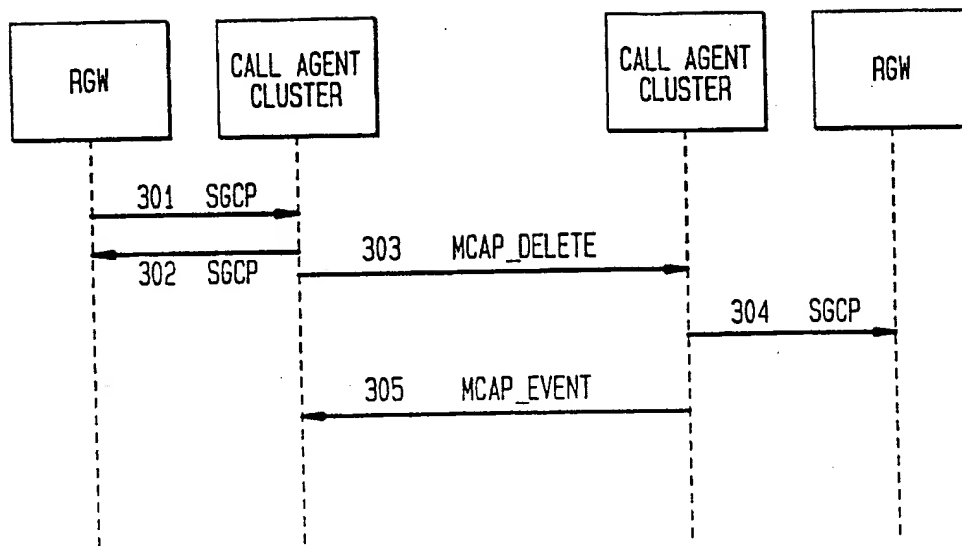 RGW
CALL AGENT
CLUSTER
CALL AGENT
CLUSTER
RGW
301 SGCP
302 SGCP
303 MCAP_DELETE
304 SGCP
305 MCAP_EVENT